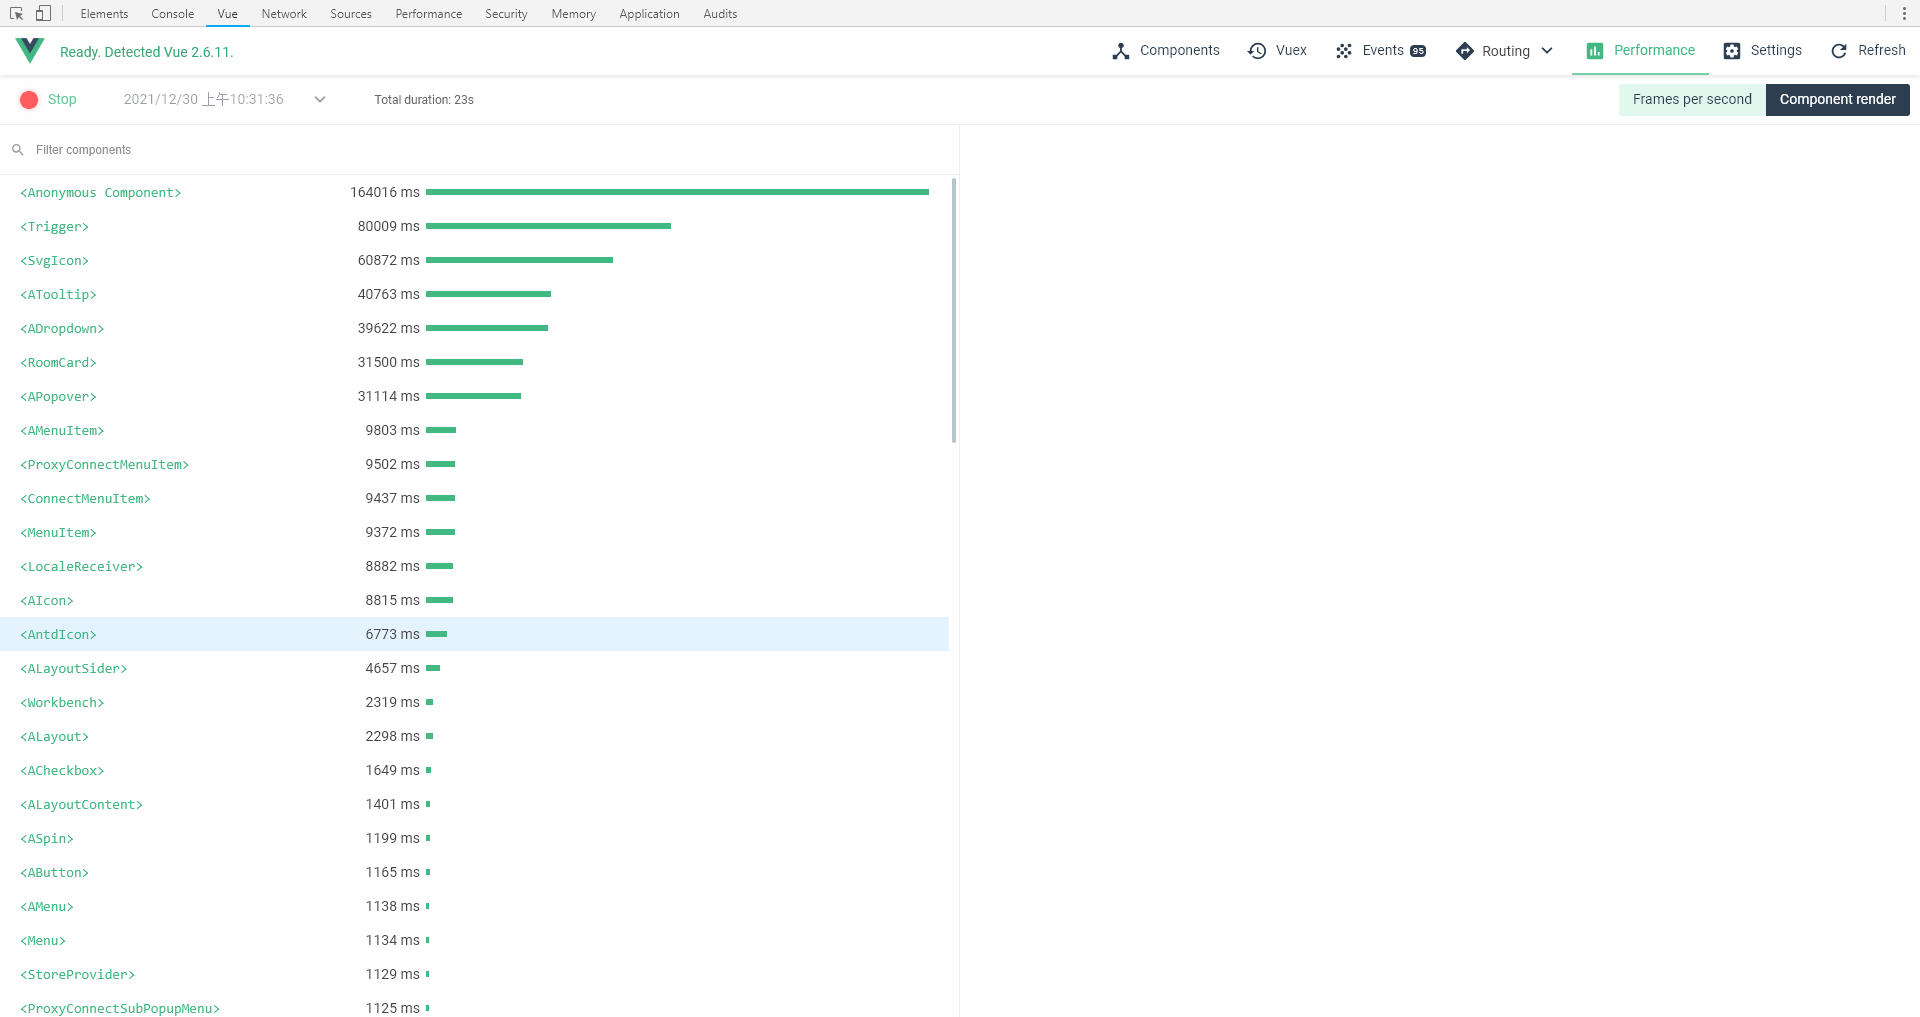 Elements Console Vue Network Sources Performance Security Memory Application Audits
Ready. Detected Vue 2.6.11. Components Vuex Events 95 Routing Performance Settings Refresh
Stop 2021/12/30 上午10:31:36 Total duration: 23s Frames per second Component render
Filter components
<Anonymous Component> 164016 ms
<Trigger> 80009 ms
<SvgIcon> 60872 ms
<ATooltip> 40763 ms
<ADropdown> 39622 ms
<RoomCard> 31500 ms
<APopover> 31114 ms
<AMenuItem> 9803 ms
<ProxyConnectMenuItem> 9502 ms
<ConnectMenuItem> 9437 ms
<MenuItem> 9372 ms
<LocaleReceiver> 8882 ms
<AIcon> 8815 ms
<AntdIcon> 6773 ms
<ALayoutSider> 4657 ms
<Workbench> 2319 ms
<ALayout> 2298 ms
<ACheckbox> 1649 ms
<ALayoutContent> 1401 ms
<ASpin> 1199 ms
<AButton> 1165 ms
<AMenu> 1138 ms
<Menu> 1134 ms
<StoreProvider> 1129 ms
<ProxyConnectSubPopupMenu> 1125 ms